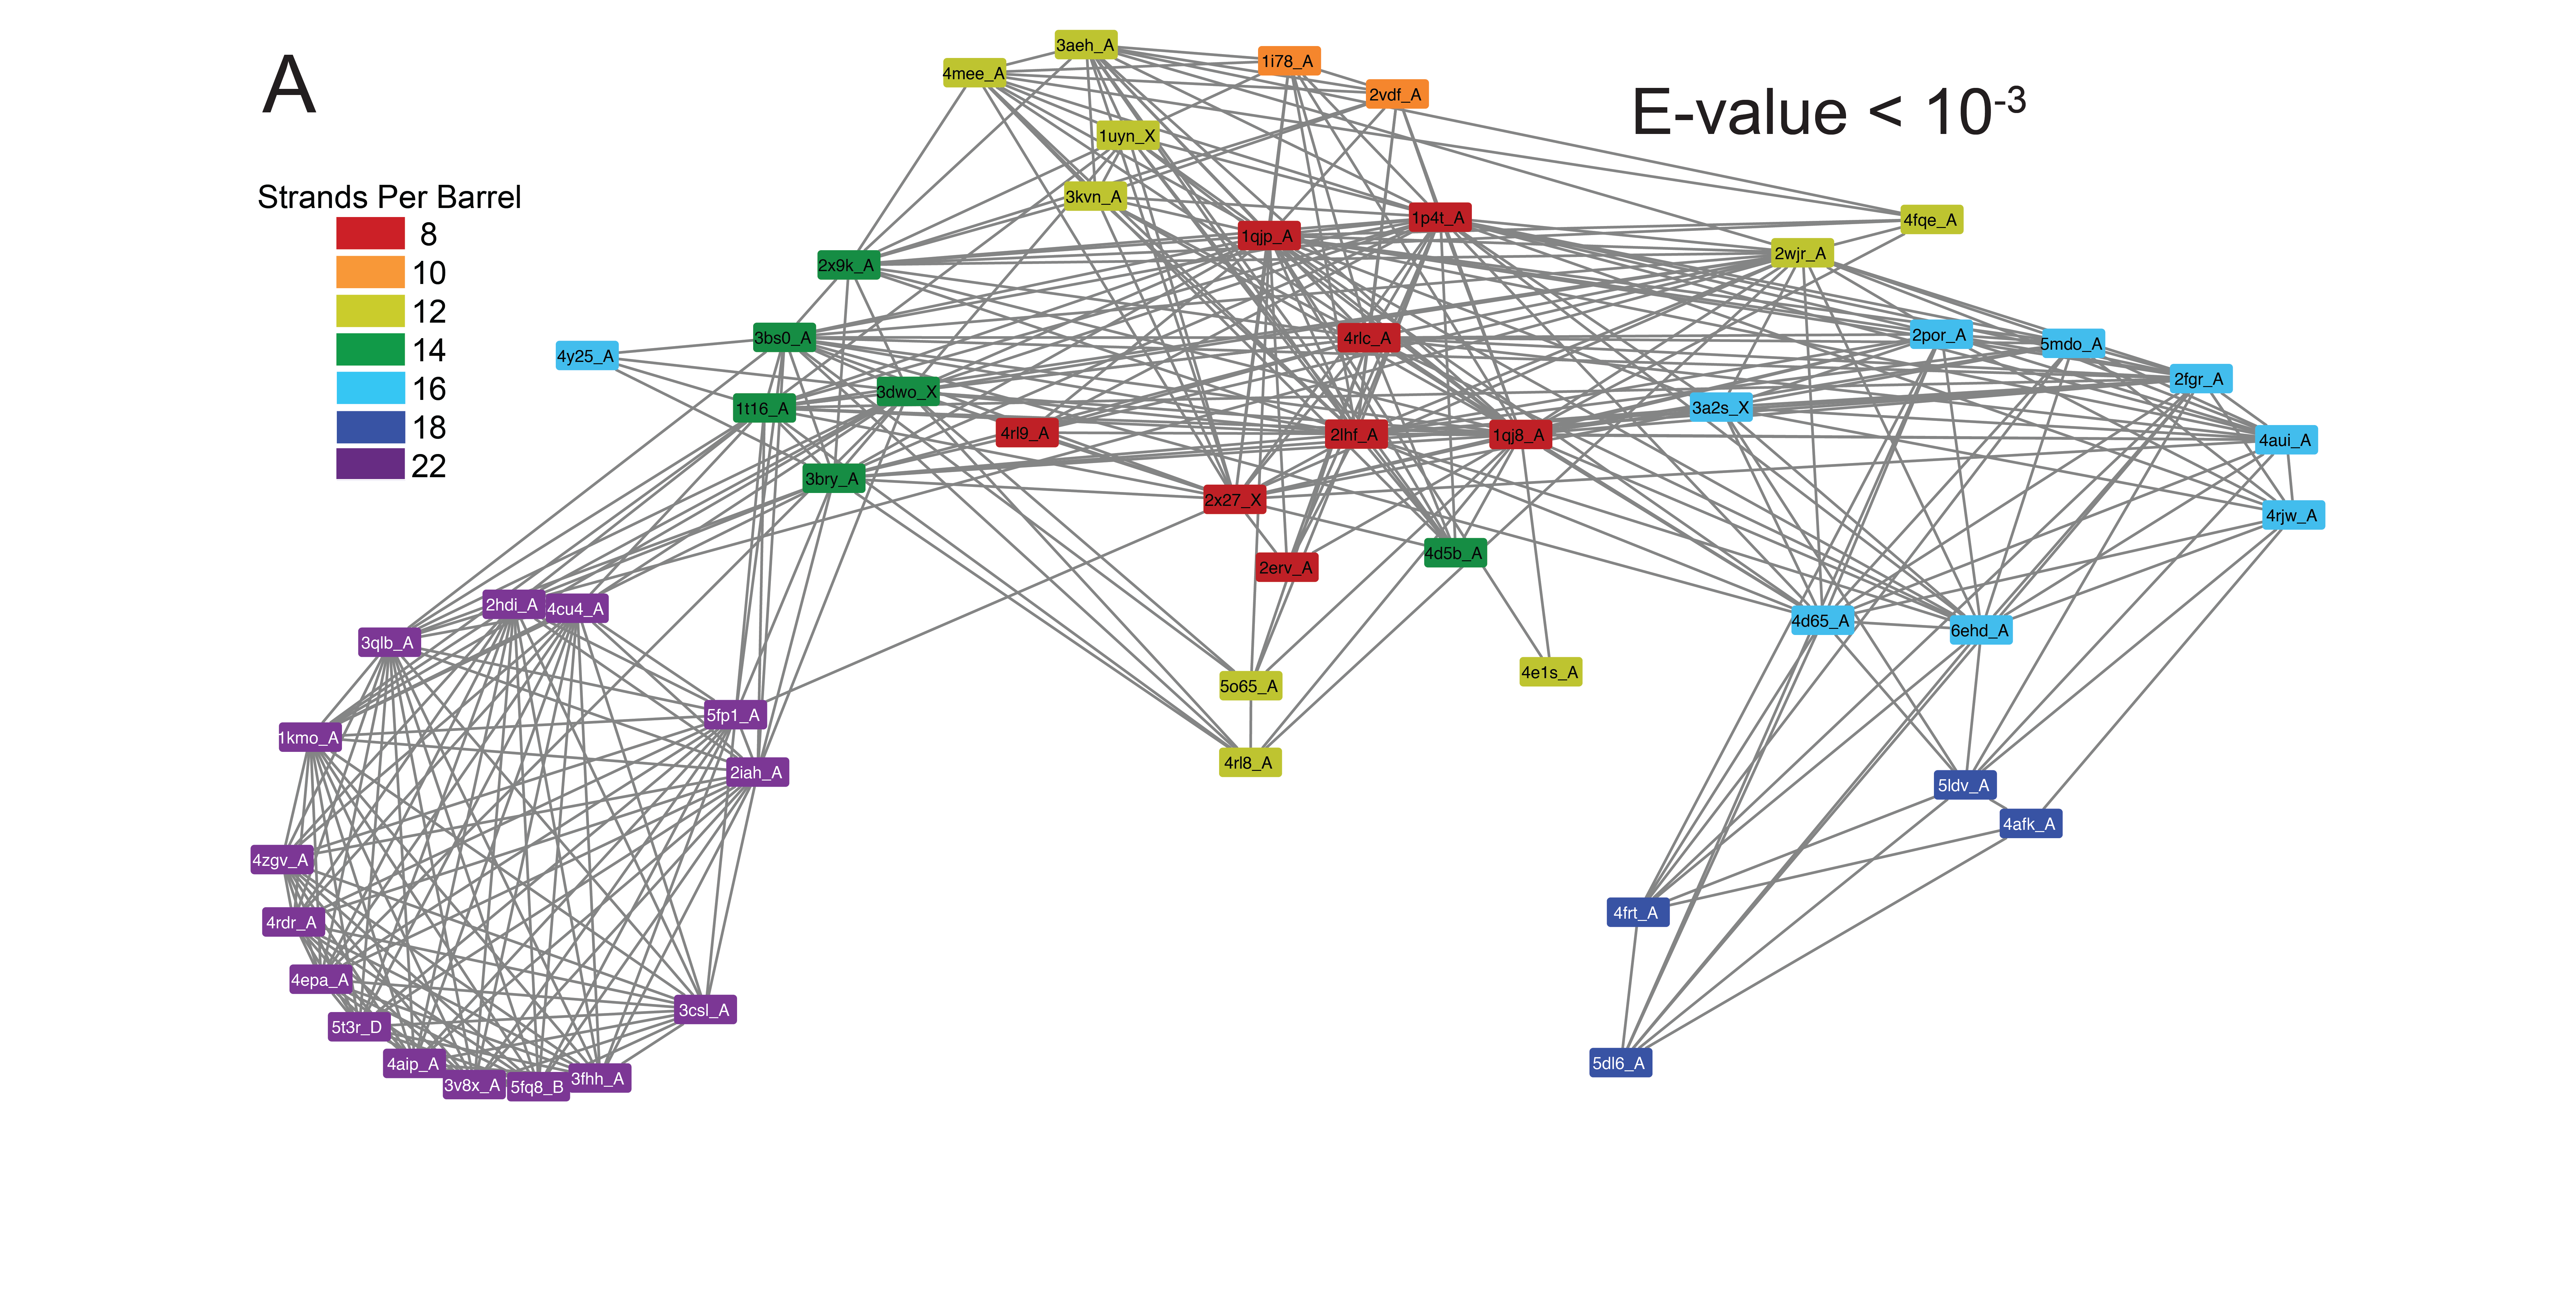 A
E-value < 10-3
Strands Per Barrel
8
10
12
14
16
18
22
3aeh_A
4mee_A
1i78_A
2vdf_A
1uyn_X
3kvn_A
1qjp_A
1p4t_A
4fqe_A
2wjr_A
2x9k_A
3bs0_A
4rlc_A
2por_A
5mdo_A
4y25_A
2fgr_A
3dwo_X
1t16_A
3a2s_X
4rl9_A
2lhf_A
1qj8_A
4aui_A
3bry_A
2x27_X
4rjw_A
4d5b_A
2erv_A
2hdi_A
4cu4_A
4d65_A
6ehd_A
3qlb_A
4e1s_A
5o65_A
5fp1_A
1kmo_A
4rl8_A
2iah_A
5ldv_A
4afk_A
4zgv_A
4frt_A
4rdr_A
4epa_A
3csl_A
5t3r_D
4aip_A
5dl6_A
3v8x_A
5fq8_B
3fhh_A